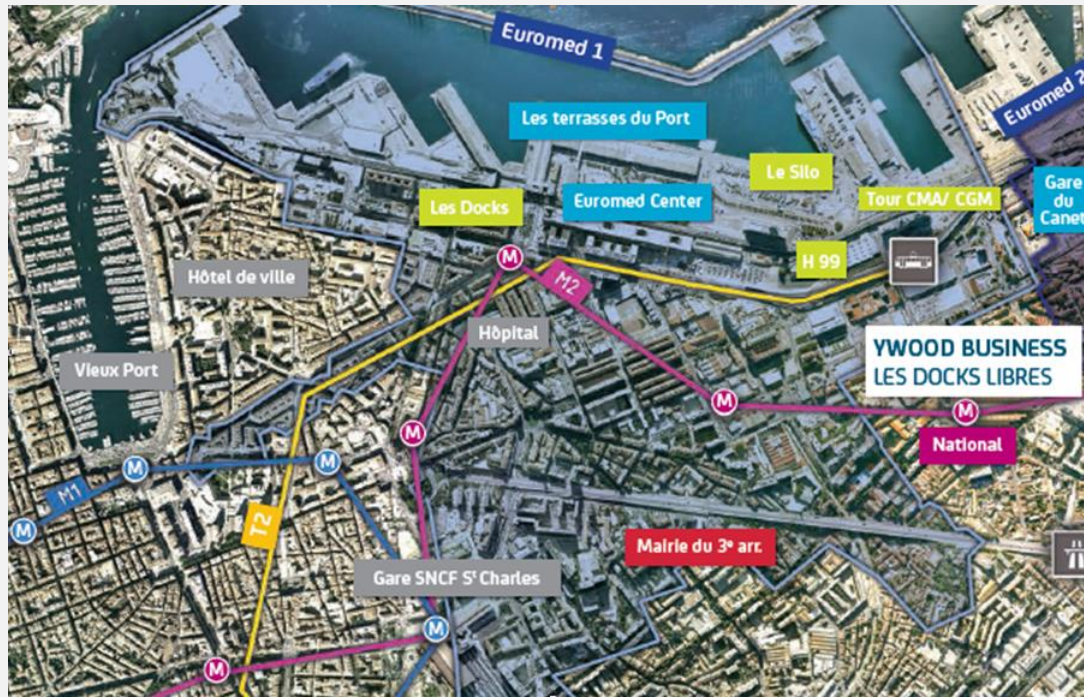 Euromed 1
Euromed 2
Les terrasses du Port
Le Silo
Gare
du
Canet
Les Docks
Euromed Center
Tour CMA/ CGM
M
H 99
Hôtel de ville
M2
Hôpital
YWOOD BUSINESS
LES DOCKS LIBRES
Vieux Port
M
M
M
National
M
M
M1
M
T2
Mairie du 3e arr.
Gare SNCF St Charles
M
M